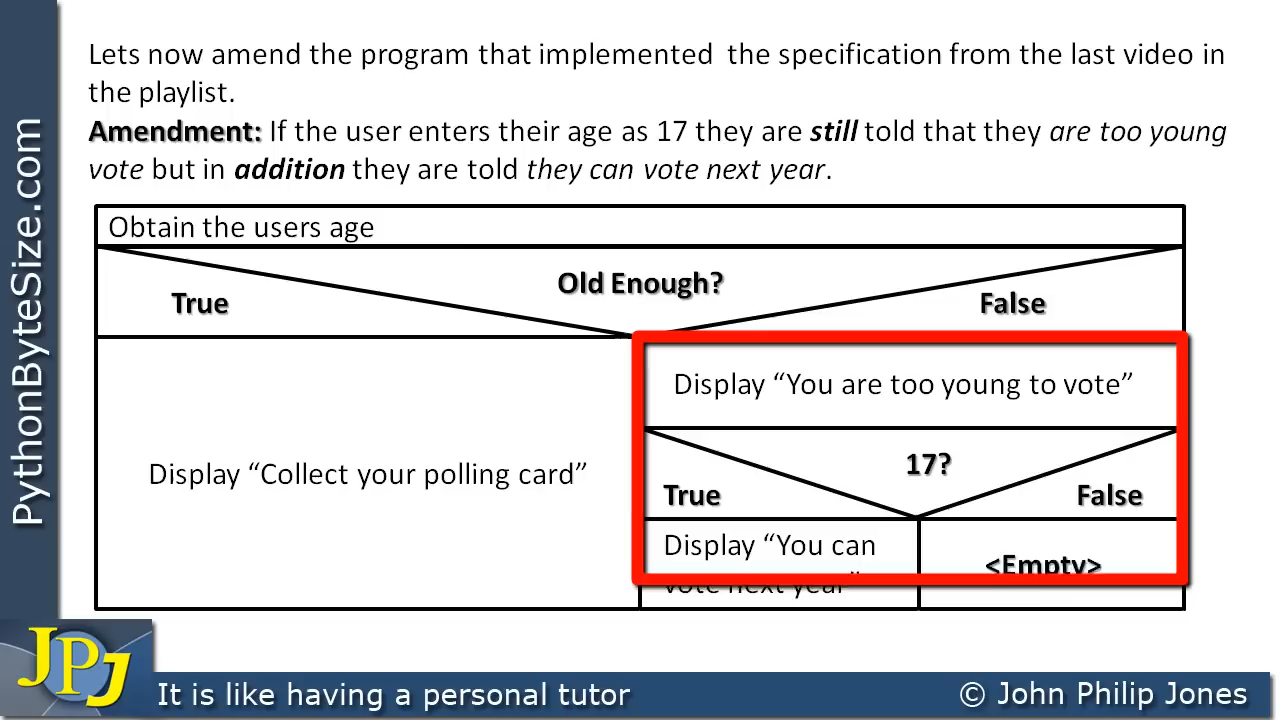 Lets now amend the program that implemented the specification from the last video in
the playlist.
Amendment: If the user enters their age as 17 they are still told that they are too young
vote but in addition they are told they can vote next year.
Obtain the users age
Old Enough?
True
False
Display “You are too young to vote”
17?
True
False
Display “Collect your polling card”
Display “You can
vote next year”
<Empty>
PythonByteSize.com
JPJ
It is like having a personal tutor
© John Philip Jones